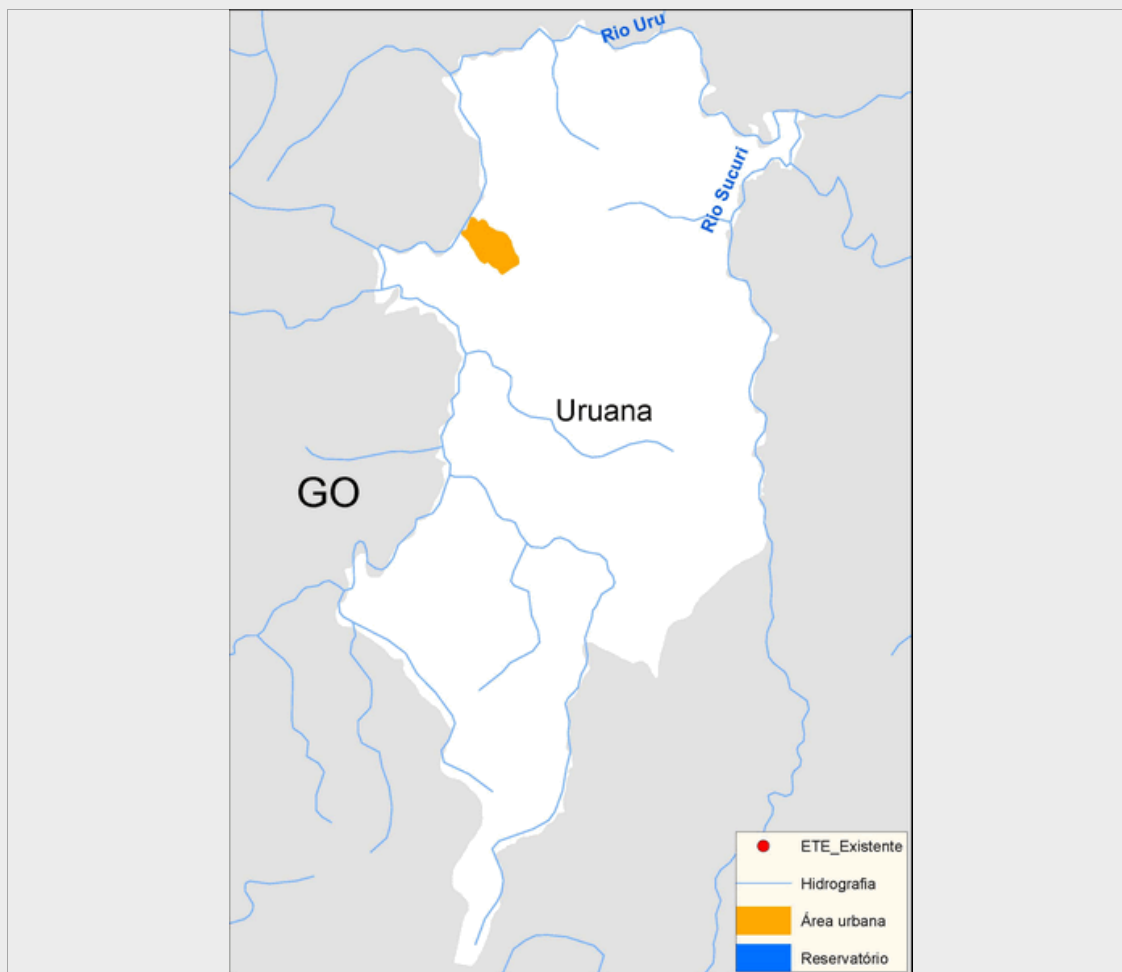 Rio Uru
Rio Sucuri
Uruana
GO
ETE_Existente
Hidrografia
Área urbana
Reservatório